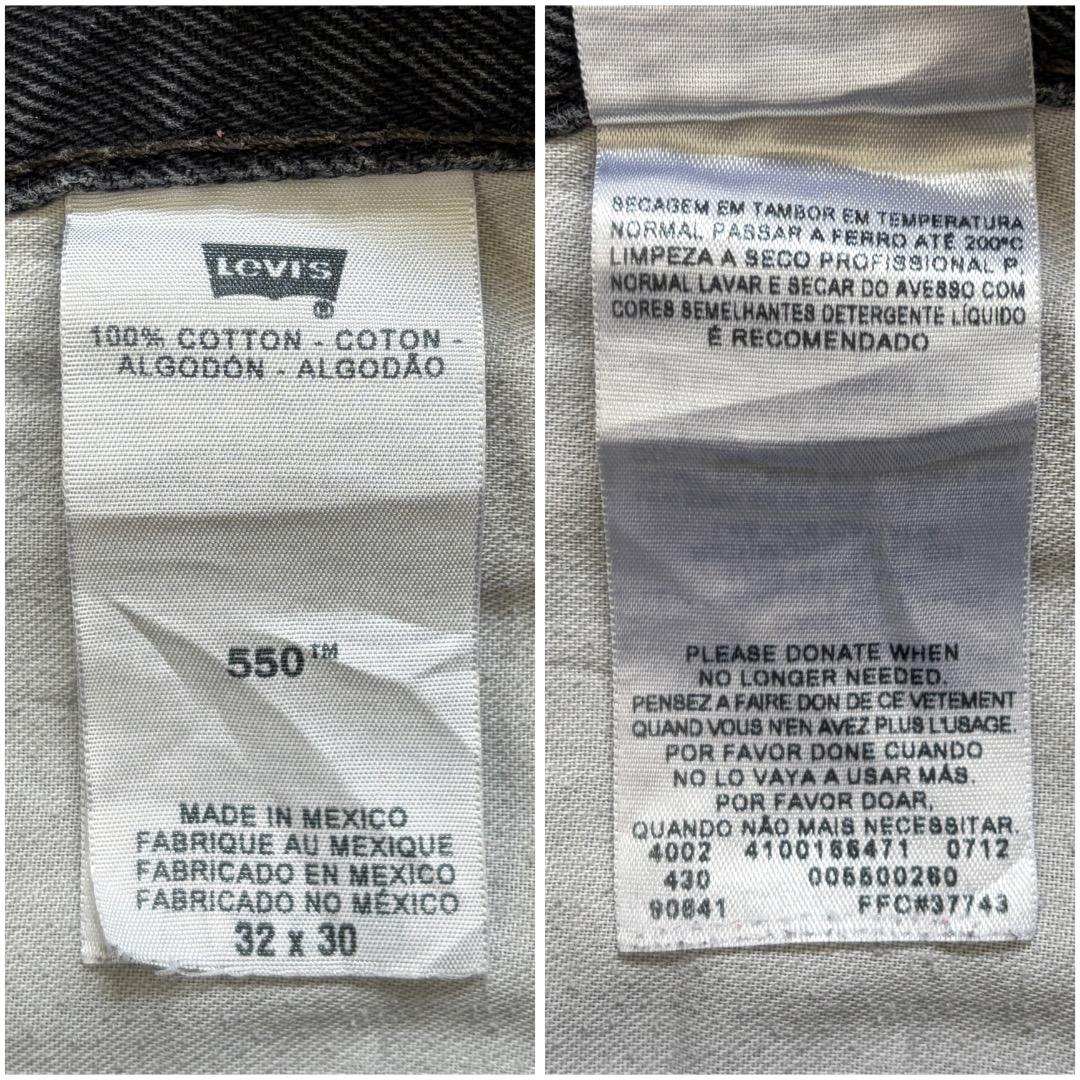 LEVI'S
®
100% COTTON - COTON -
ALGODÓN - ALGODÃO
550™
MADE IN MEXICO
FABRIQUE AU MEXIQUE
FABRICADO EN MEXICO
FABRICADO NO MÉXICO
32 x 30
SECAGEM EM TAMBOR EM TEMPERATURA
NORMAL PASSAR A FERRO ATÉ 200ºC
LIMPEZA A SECO PROFISSIONAL P.
NORMAL LAVAR E SECAR DO AVESSO COM
CORES SEMELHANTES DETERGENTE LÍQUIDO
É RECOMENDADO
PLEASE DONATE WHEN
NO LONGER NEEDED.
PENSEZ A FAIRE DON DE CE VETEMENT
QUAND VOUS N'EN AVEZ PLUS L'USAGE.
POR FAVOR DONE CUANDO
NO LO VAYA A USAR MÁS.
POR FAVOR DOAR,
QUANDO NÃO MAIS NECESSITAR.
4002 4100166471 0712
430 005500260
90641 PFC#37743